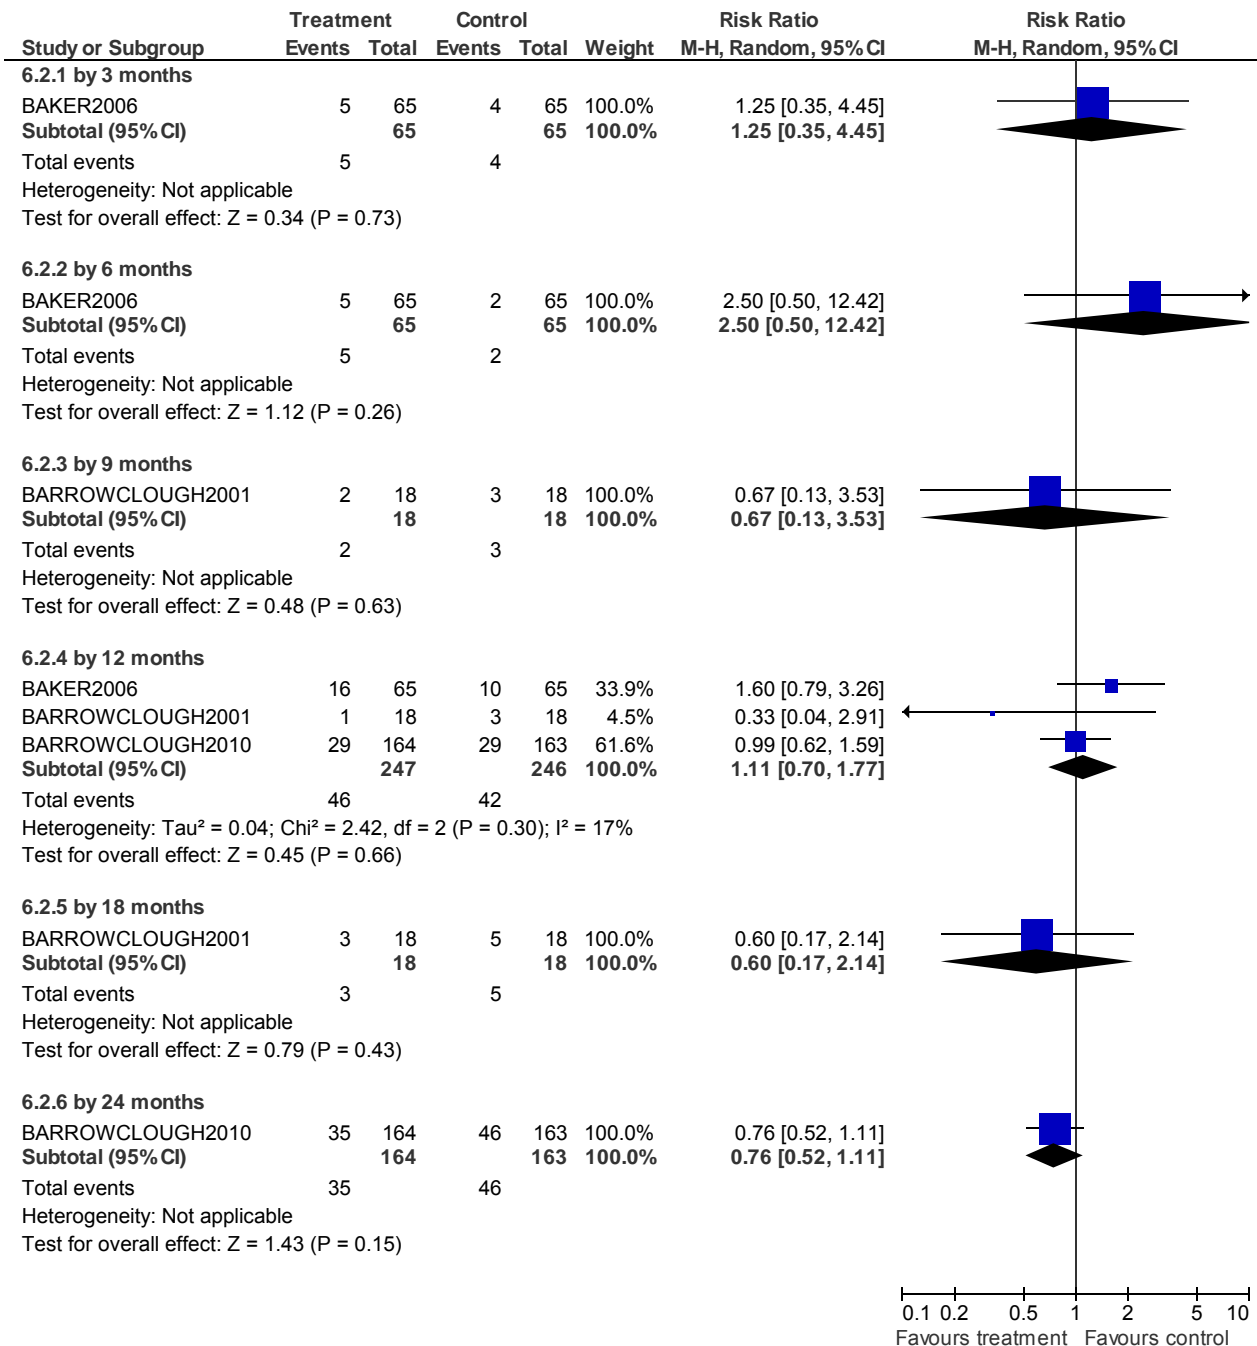 Treatment Control Risk Ratio Risk Ratio
Study or Subgroup Events Total Events Total Weight M-H, Random, 95% CI M-H, Random, 95% CI
6.2.1 by 3 months
BAKER2006 5 65 4 65 100.0% 1.25 [0.35, 4.45]
Subtotal (95% CI) 65 65 100.0% 1.25 [0.35, 4.45]
Total events 5 4
Heterogeneity: Not applicable
Test for overall effect: Z = 0.34 (P = 0.73)
6.2.2 by 6 months
BAKER2006 5 65 2 65 100.0% 2.50 [0.50, 12.42]
Subtotal (95% CI) 65 65 100.0% 2.50 [0.50, 12.42]
Total events 5 2
Heterogeneity: Not applicable
Test for overall effect: Z = 1.12 (P = 0.26)
6.2.3 by 9 months
BARROWCLOUGH2001 2 18 3 18 100.0% 0.67 [0.13, 3.53]
Subtotal (95% CI) 18 18 100.0% 0.67 [0.13, 3.53]
Total events 2 3
Heterogeneity: Not applicable
Test for overall effect: Z = 0.48 (P = 0.63)
6.2.4 by 12 months
BAKER2006 16 65 10 65 33.9% 1.60 [0.79, 3.26]
BARROWCLOUGH2001 1 18 3 18 4.5% 0.33 [0.04, 2.91]
BARROWCLOUGH2010 29 164 29 163 61.6% 0.99 [0.62, 1.59]
Subtotal (95% CI) 247 246 100.0% 1.11 [0.70, 1.77]
Total events 46 42
Heterogeneity: Tau² = 0.04; Chi² = 2.42, df = 2 (P = 0.30); I² = 17%
Test for overall effect: Z = 0.45 (P = 0.66)
6.2.5 by 18 months
BARROWCLOUGH2001 3 18 5 18 100.0% 0.60 [0.17, 2.14]
Subtotal (95% CI) 18 18 100.0% 0.60 [0.17, 2.14]
Total events 3 5
Heterogeneity: Not applicable
Test for overall effect: Z = 0.79 (P = 0.43)
6.2.6 by 24 months
BARROWCLOUGH2010 35 164 46 163 100.0% 0.76 [0.52, 1.11]
Subtotal (95% CI) 164 163 100.0% 0.76 [0.52, 1.11]
Total events 35 46
Heterogeneity: Not applicable
Test for overall effect: Z = 1.43 (P = 0.15)
0.1 0.2 0.5 1 2 5 10
Favours treatment Favours control